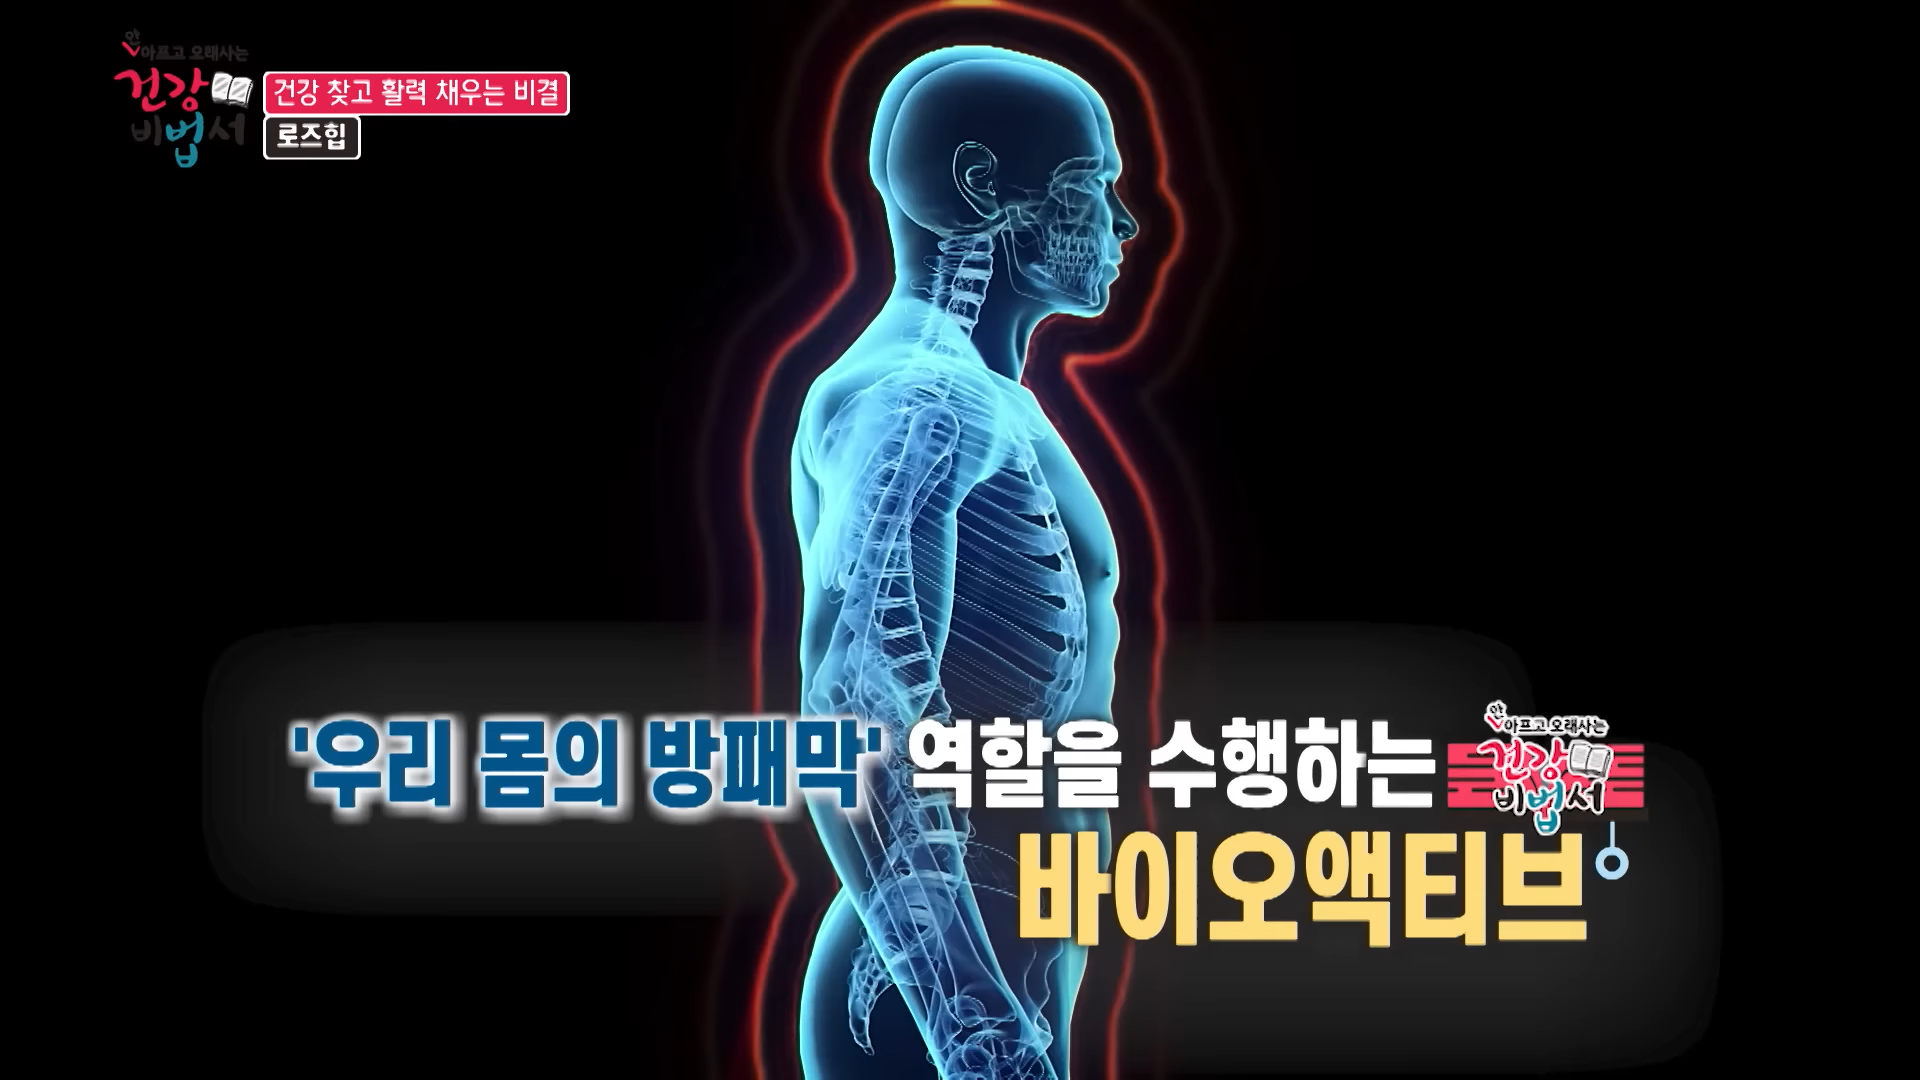 안
아프고 오래사는
건강
비법서
건강 찾고 활력 채우는 비결
로즈힙
'우리 몸의 방패막' 역할을 수행하는
안
아프고 오래사는
건강
비법서
바이오액티브